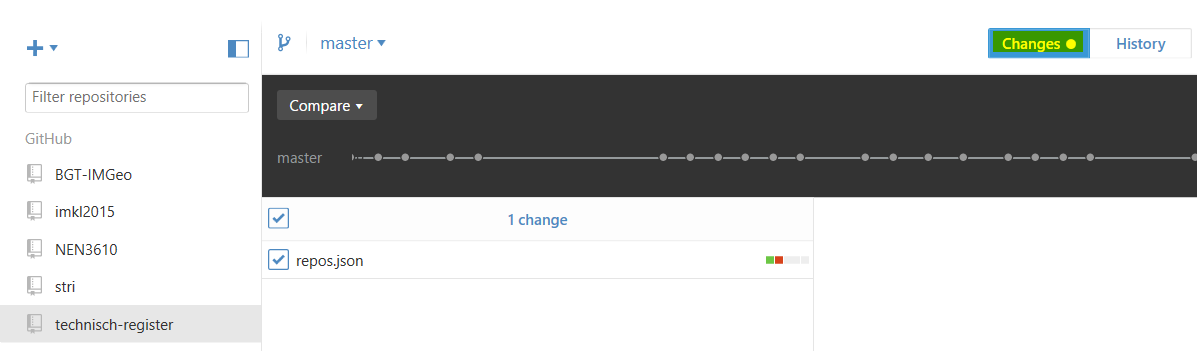 master
Changes
History
Filter repositories
Compare
GitHub
master
BGT-IMGeo
imkl2015
1 change
NEN3610
repos.json
stri
technisch-register